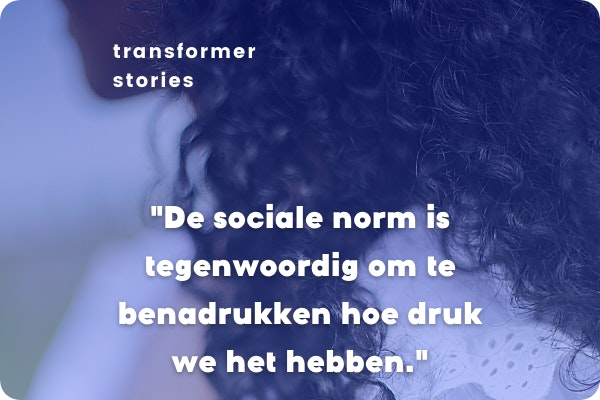 transformer
stories
"De sociale norm is
tegenwoordig om te
benadrukken hoe druk
we het hebben."